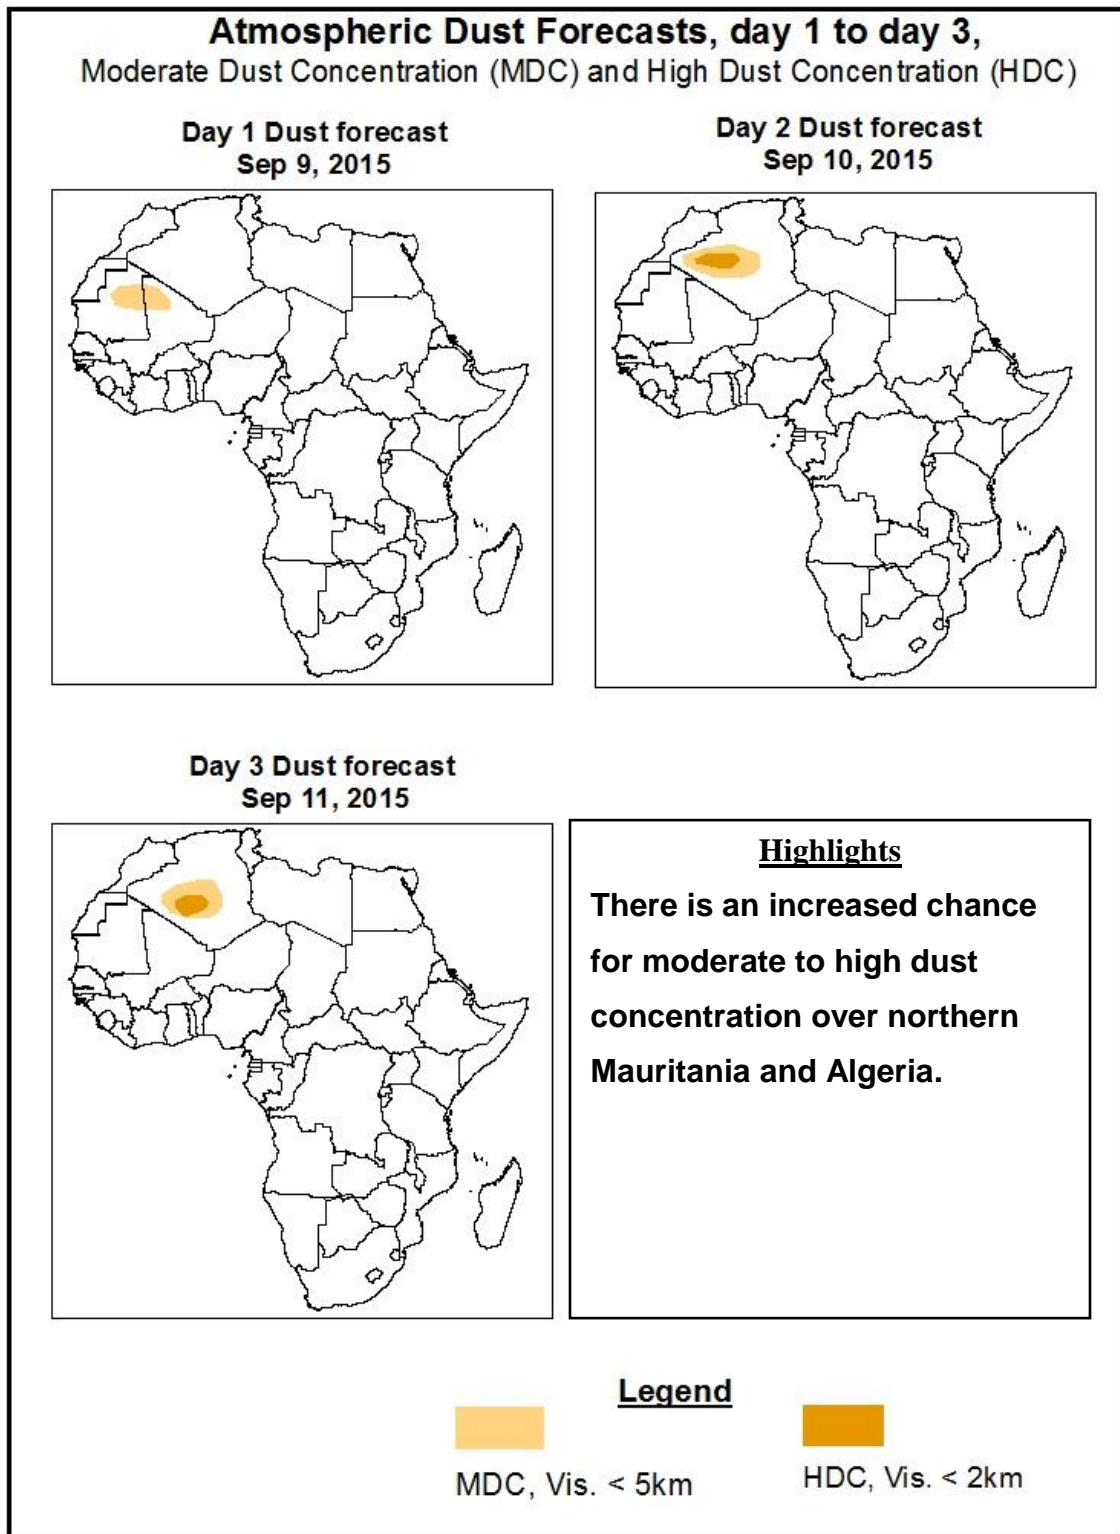 Atmospheric Dust Forecasts, day 1 to day 3,
Moderate Dust Concentration (MDC) and High Dust Concentration (HDC)
Day 1 Dust forecast
Sep 9, 2015
Day 2 Dust forecast
Sep 10, 2015
Day 3 Dust forecast
Sep 11, 2015
Highlights
There is an increased chance
for moderate to high dust
concentration over northern
Mauritania and Algeria.
Legend
MDC, Vis. < 5km
HDC, Vis. < 2km